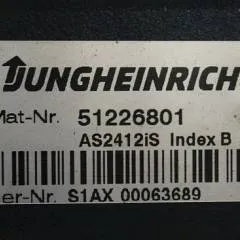 JUNGHEINRICH
Mat-Nr. 51226801
AS2412iS Index B
er-Nr. S1AX 00063689